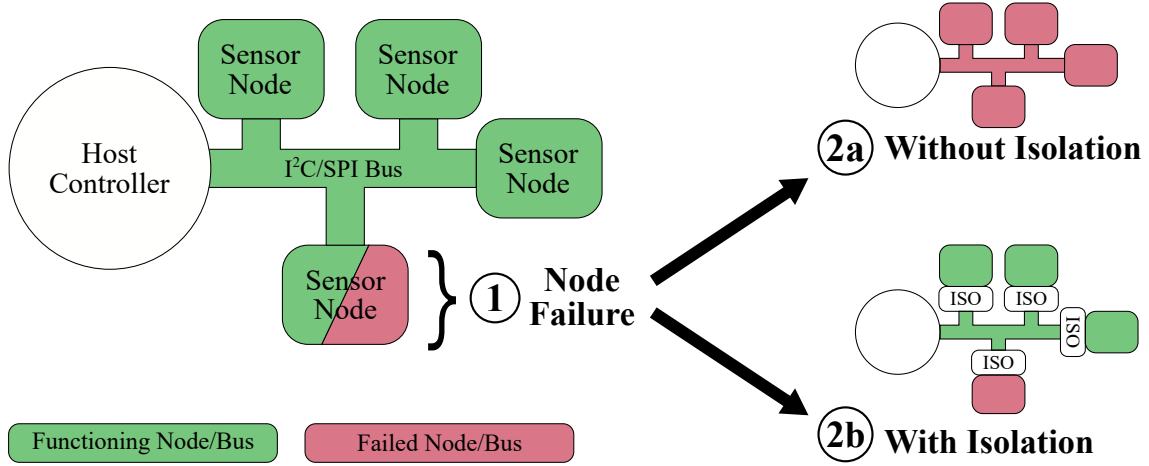 Sensor
Node
Sensor
Node
Host
Controller
I²C/SPI Bus
Sensor
Node
Sensor
Node
1
Node
Failure
2a Without Isolation
ISO
ISO
ISO
ISO
2b With Isolation
Functioning Node/Bus
Failed Node/Bus